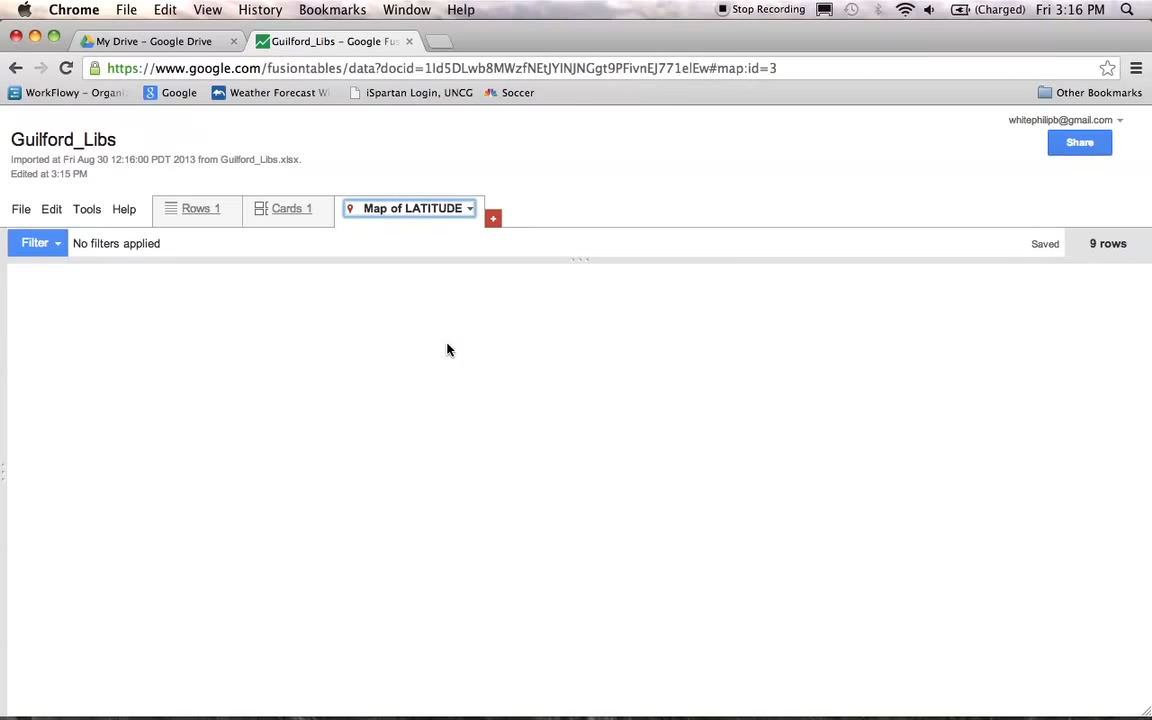 Chrome File Edit View History Bookmarks Window Help Stop Recording (Charged) Fri 3:16 PM
My Drive – Google Drive × Guilford_Libs – Google Fus ×
https://www.google.com/fusiontables/data?docid=1Id5DLwb8MWzfNEtJYINJNGgt9PFivnEJ771elEw#map:id=3
WorkFlowy – Organi Google Weather Forecast W iSpartan Login, UNCG Soccer Other Bookmarks
whitephilipb@gmail.com
Guilford_Libs
Share
Imported at Fri Aug 30 12:16:00 PDT 2013 from Guilford_Libs.xlsx.
Edited at 3:15 PM
File Edit Tools Help Rows 1 Cards 1 Map of LATITUDE +
Filter No filters applied Saved 9 rows